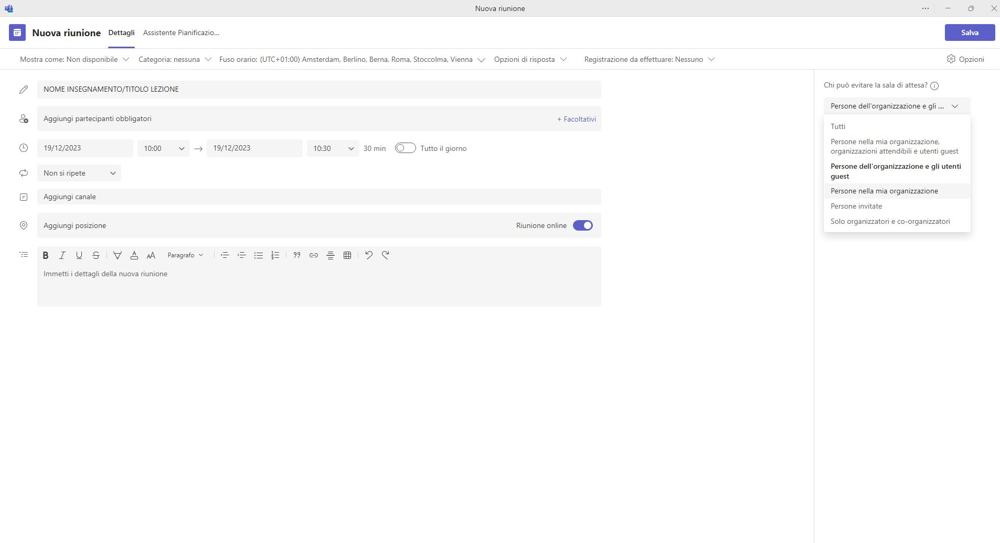 Nuova riunione
Nuova riunione
Dettagli
Assistente Pianificazio...
Salva
Mostra come: Non disponibile
Categoria: nessuna
Fuso orario: (UTC+01:00) Amsterdam, Berlino, Berna, Roma, Stoccolma, Vienna
Opzioni di risposta
Registrazione da effettuare: Nessuno
Opzioni
NOME INSEGNAMENTO/TITOLO LEZIONE
Aggiungi partecipanti obbligatori
+ Facoltativi
19/12/2023
10:00
19/12/2023
10:30
30 min
Tutto il giorno
Non si ripete
Aggiungi canale
Aggiungi posizione
Riunione online
Paragrafo
Immetti i dettagli della nuova riunione
Chi può evitare la sala di attesa?
Persone dell'organizzazione e gli ...
Tutti
Persone nella mia organizzazione,
organizzazioni attendibili e utenti guest
Persone dell'organizzazione e gli utenti
guest
Persone nella mia organizzazione
Persone invitate
Solo organizzatori e co-organizzatori